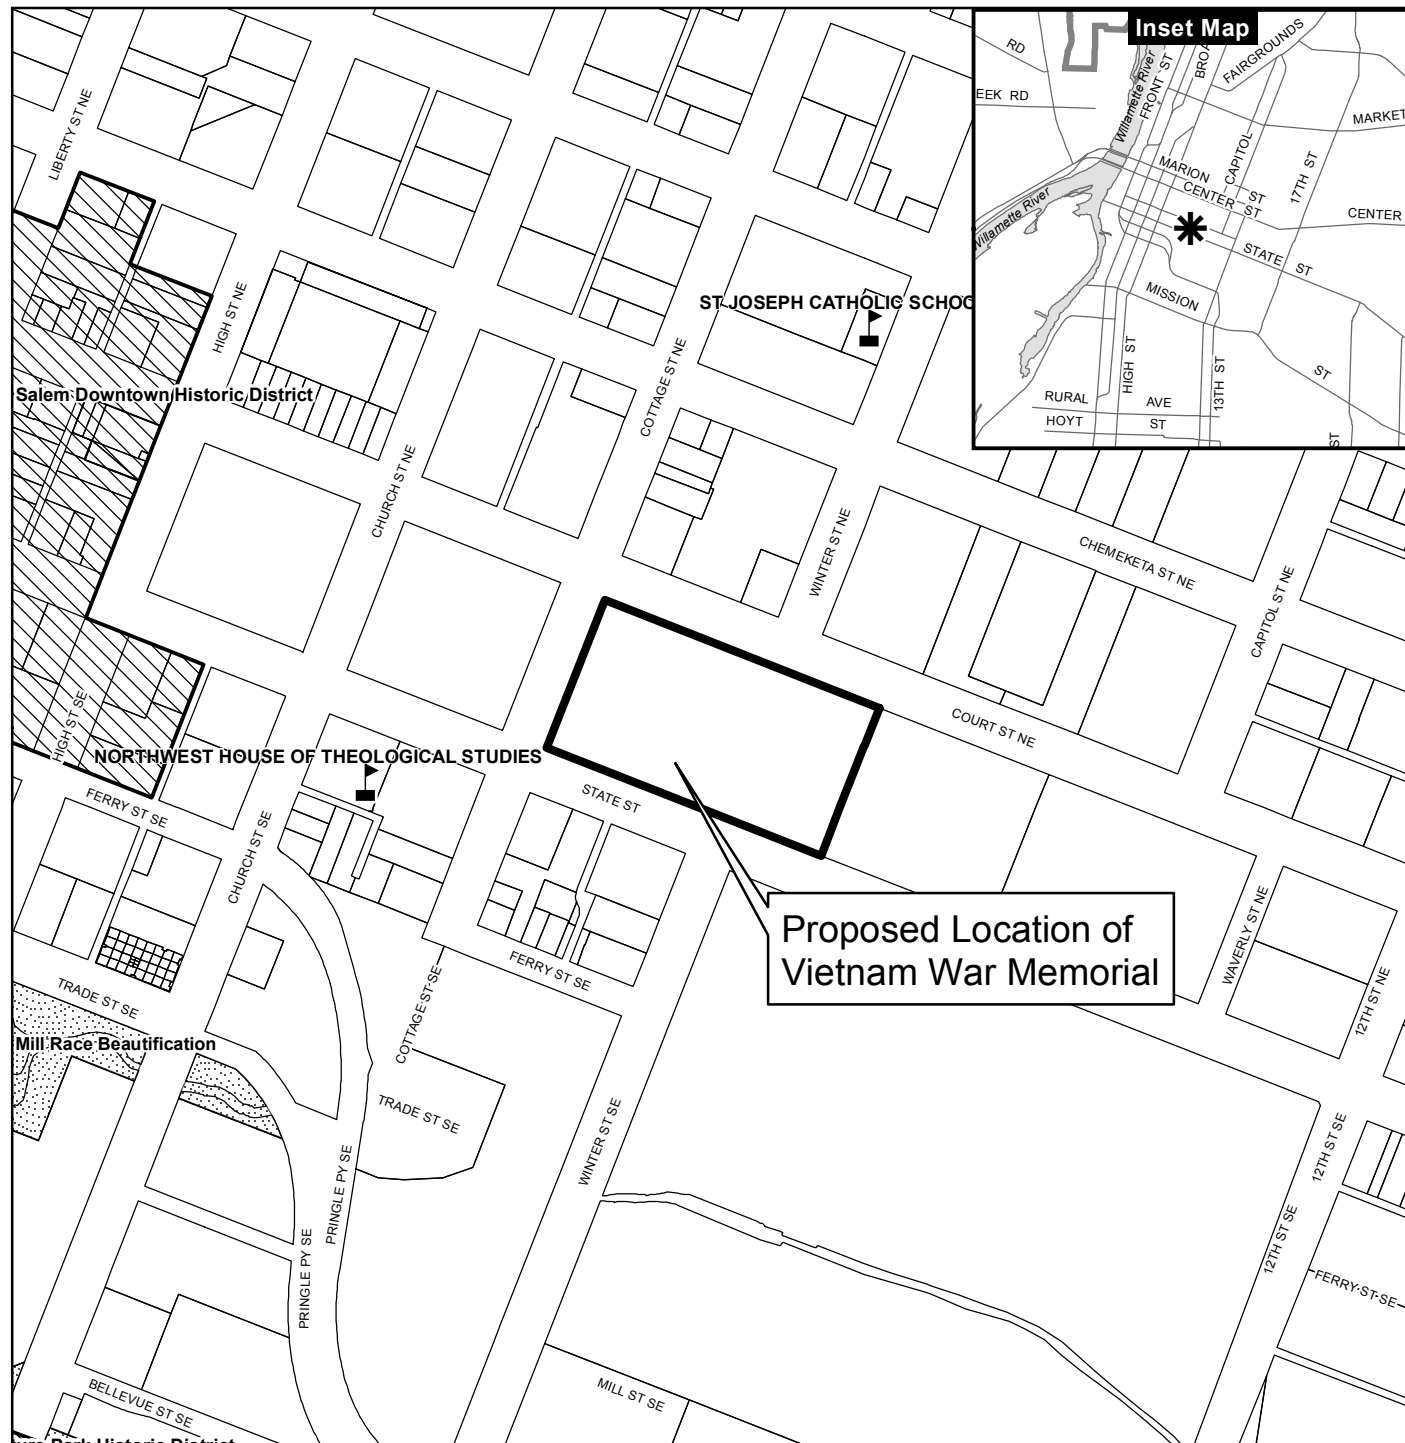 Inset Map
RD
EEK RD
Willamette River
FRONT ST
BROA
FAIRGROUNDS
MARKET
Willamette River
MARION ST
CAPITOL
17TH ST
CENTER ST
CENTER
STATE ST
MISSION
ST
HIGH ST
13TH ST
RURAL AVE
HOYT ST
ST
LIBERTY ST NE
HIGH ST NE
ST JOSEPH CATHOLIC SCHOO
COTTAGE ST NE
Salem Downtown Historic District
CHURCH ST NE
WINTER ST NE
CHEMEKETA ST NE
CAPITOL ST NE
COURT ST NE
HIGH ST SE
NORTHWEST HOUSE OF THEOLOGICAL STUDIES
STATE ST
FERRY ST SE
CHURCH ST SE
Proposed Location of
Vietnam War Memorial
WAVERLY ST NE
FERRY ST SE
12TH ST NE
TRADE ST SE
COTTAGE ST SE
Mill Race Beautification
TRADE ST SE
WINTER ST SE
12TH ST SE
PRINGLE PY SE
PRINGLE PY SE
12TH ST SE
FERRY ST SE
BELLEVUE ST SE
MILL ST SE
Park Historic District